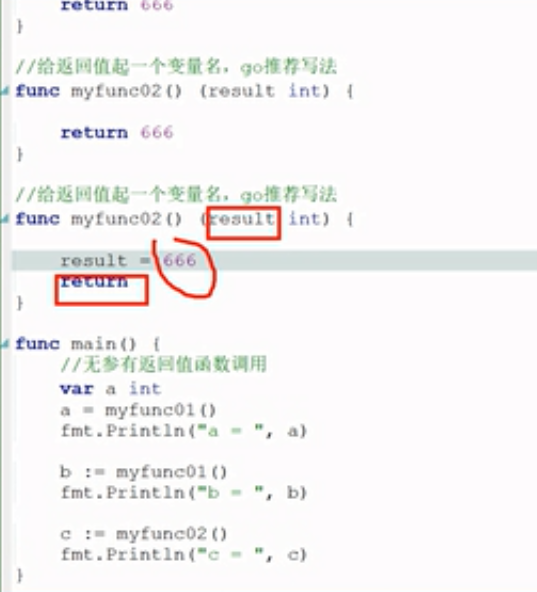 return 666
}
//给返回值起一个变量名，go推荐写法
func myfunc02() (result int) {
return 666
}
//给返回值起一个变量名，go推荐写法
func myfunc02() (result int) {
result = 666
return
}
func main() {
//无参有返回值函数调用
var a int
a = myfunc01()
fmt.Println("a = ", a)
b := myfunc01()
fmt.Println("b = ", b)
c := myfunc02()
fmt.Println("c = ", c)
}